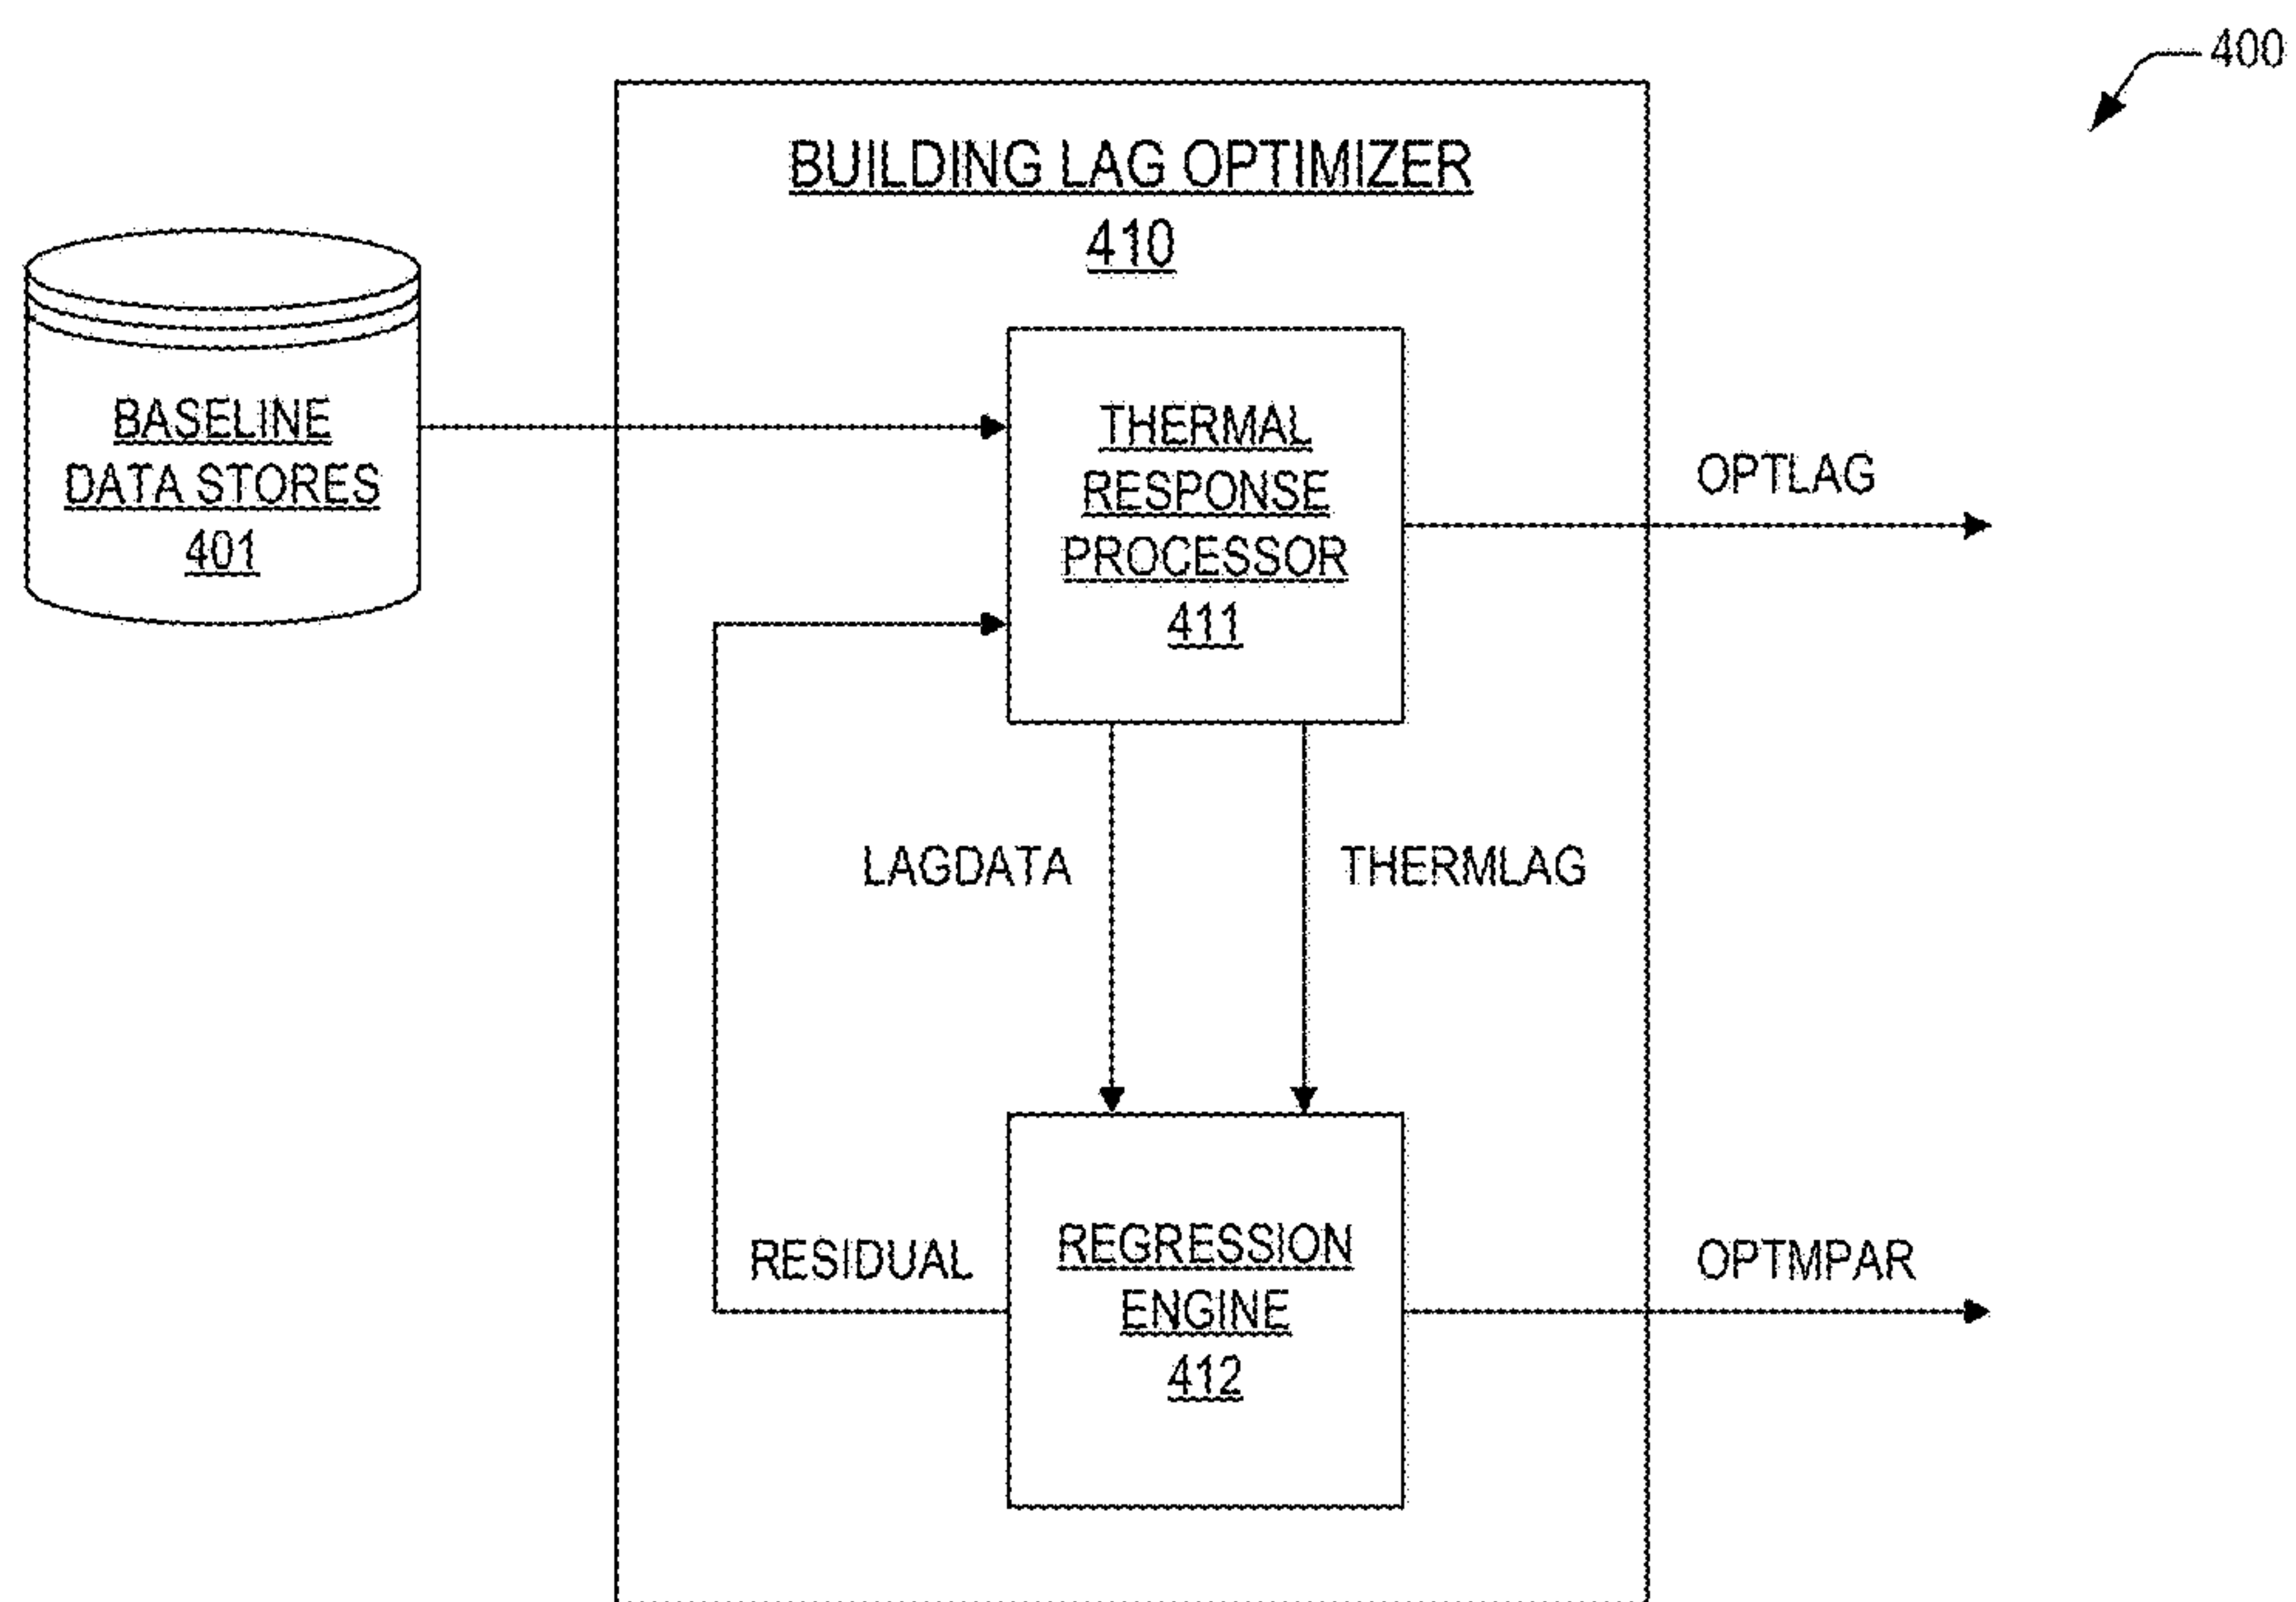 400
BUILDING LAG OPTIMIZER
410
BASELINE
DATA STORES
401
THERMAL
RESPONSE
PROCESSOR
411
OPTLAG
LAGDATA
THERMLAG
RESIDUAL
REGRESSION
ENGINE
412
OPTMPAR